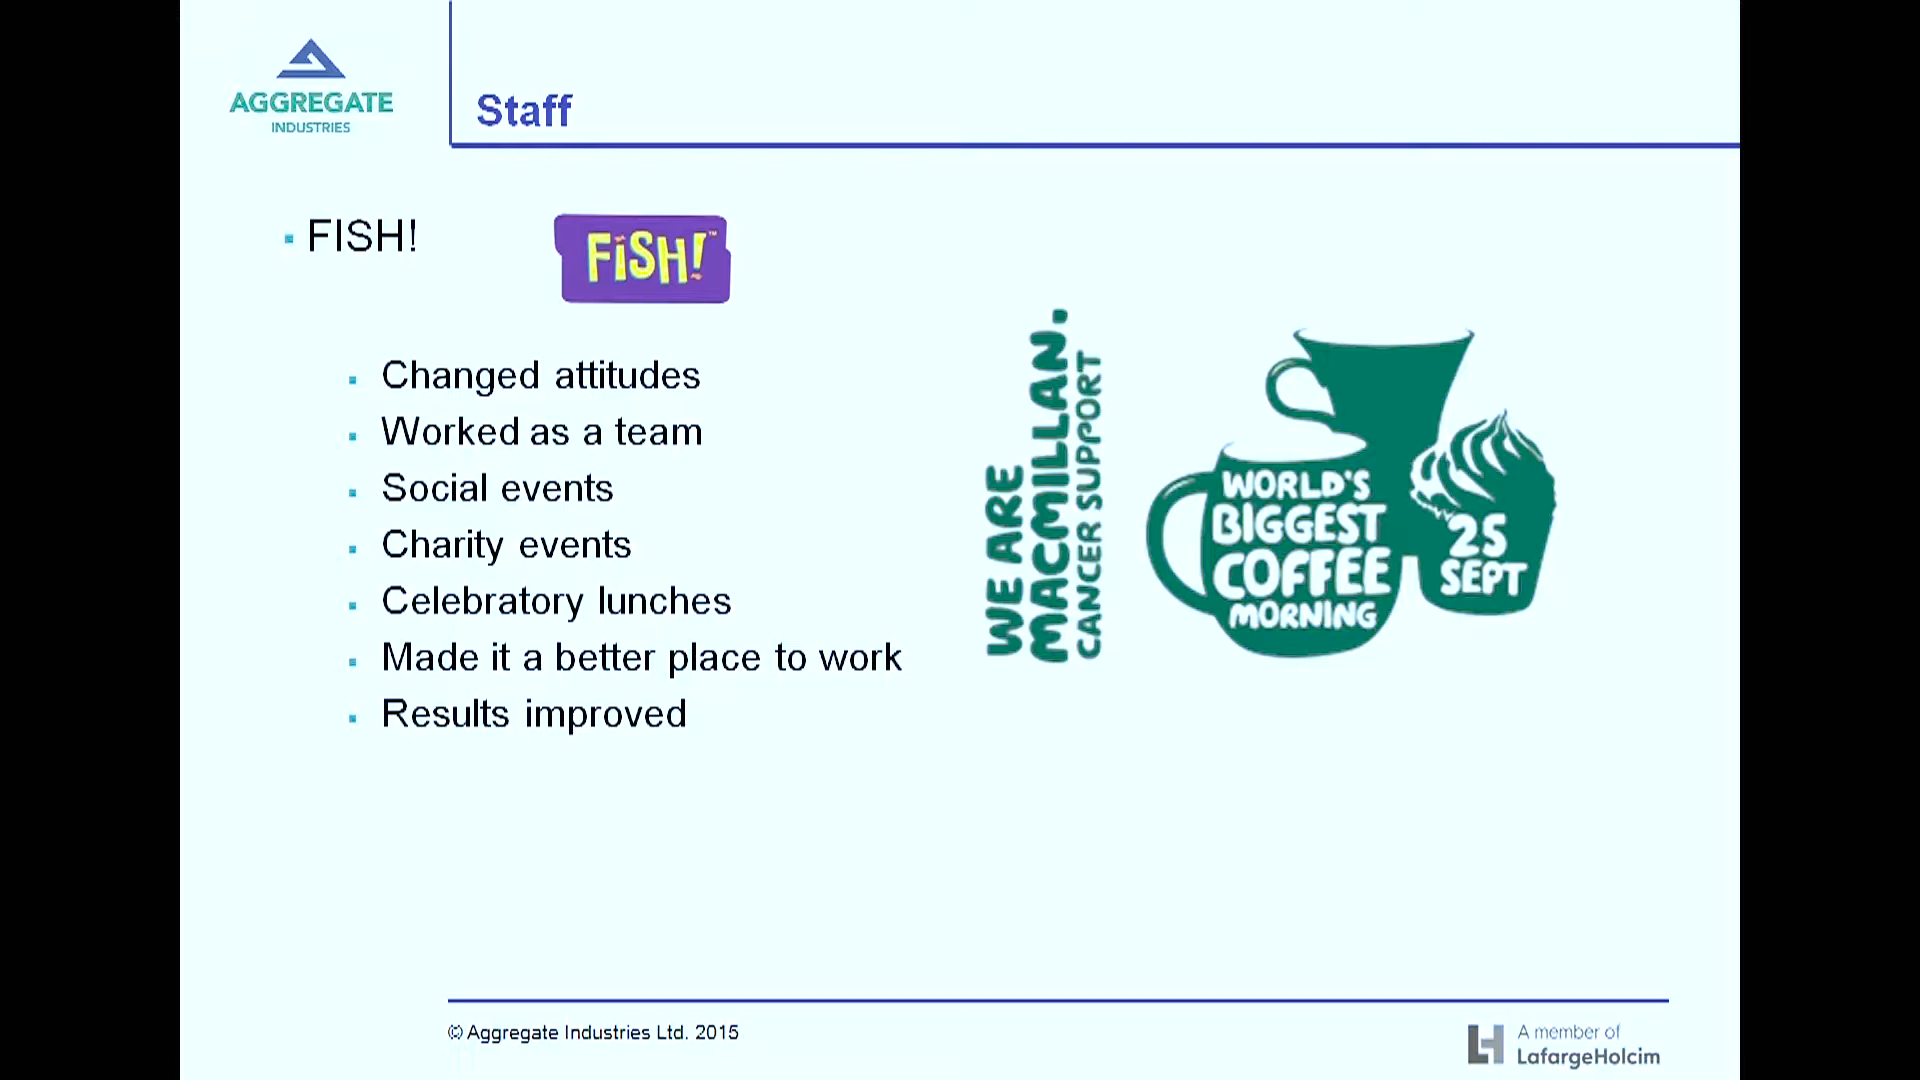 AGGREGATE
INDUSTRIES
Staff
▪ FISH!
FISH!™
▪ Changed attitudes
▪ Worked as a team
▪ Social events
▪ Charity events
▪ Celebratory lunches
▪ Made it a better place to work
▪ Results improved
WE ARE
MACMILLAN.
CANCER SUPPORT
WORLD'S
BIGGEST
COFFEE
MORNING
25
SEPT
© Aggregate Industries Ltd. 2015
A member of
LafargeHolcim